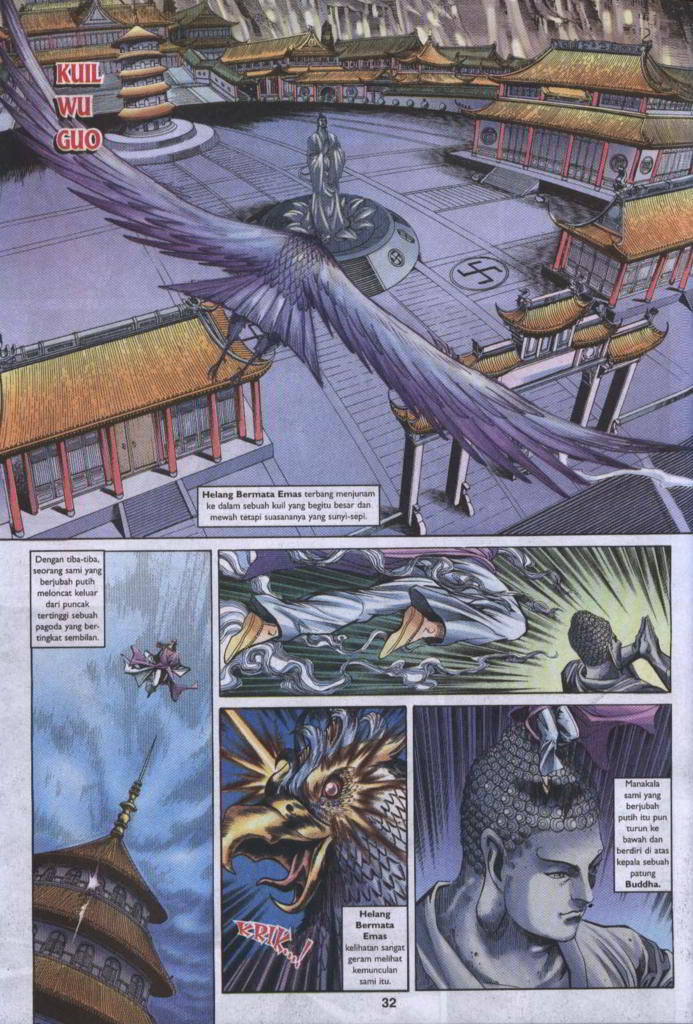 KUIL
WU
GUO
Helang Bermata Emas terbang menjunam
ke dalam sebuah kuil yang begitu besar dan
mewah tetapi suasananya yang sunyi-sepi.
Dengan tiba-tiba,
seorang sami yang
berjubah putih
meloncat keluar
dari puncak
tertinggi sebuah
pagoda yang ber-
tingkat sembilan.
KRIK...!
Helang
Bermata
Emas
kelihatan sangat
geram melihat
kemunculan
sami itu.
Manakala
sami yang
berjubah
putih itu pun
turun ke
bawah dan
berdiri di atas
kepala sebuah
patung
Buddha.
32